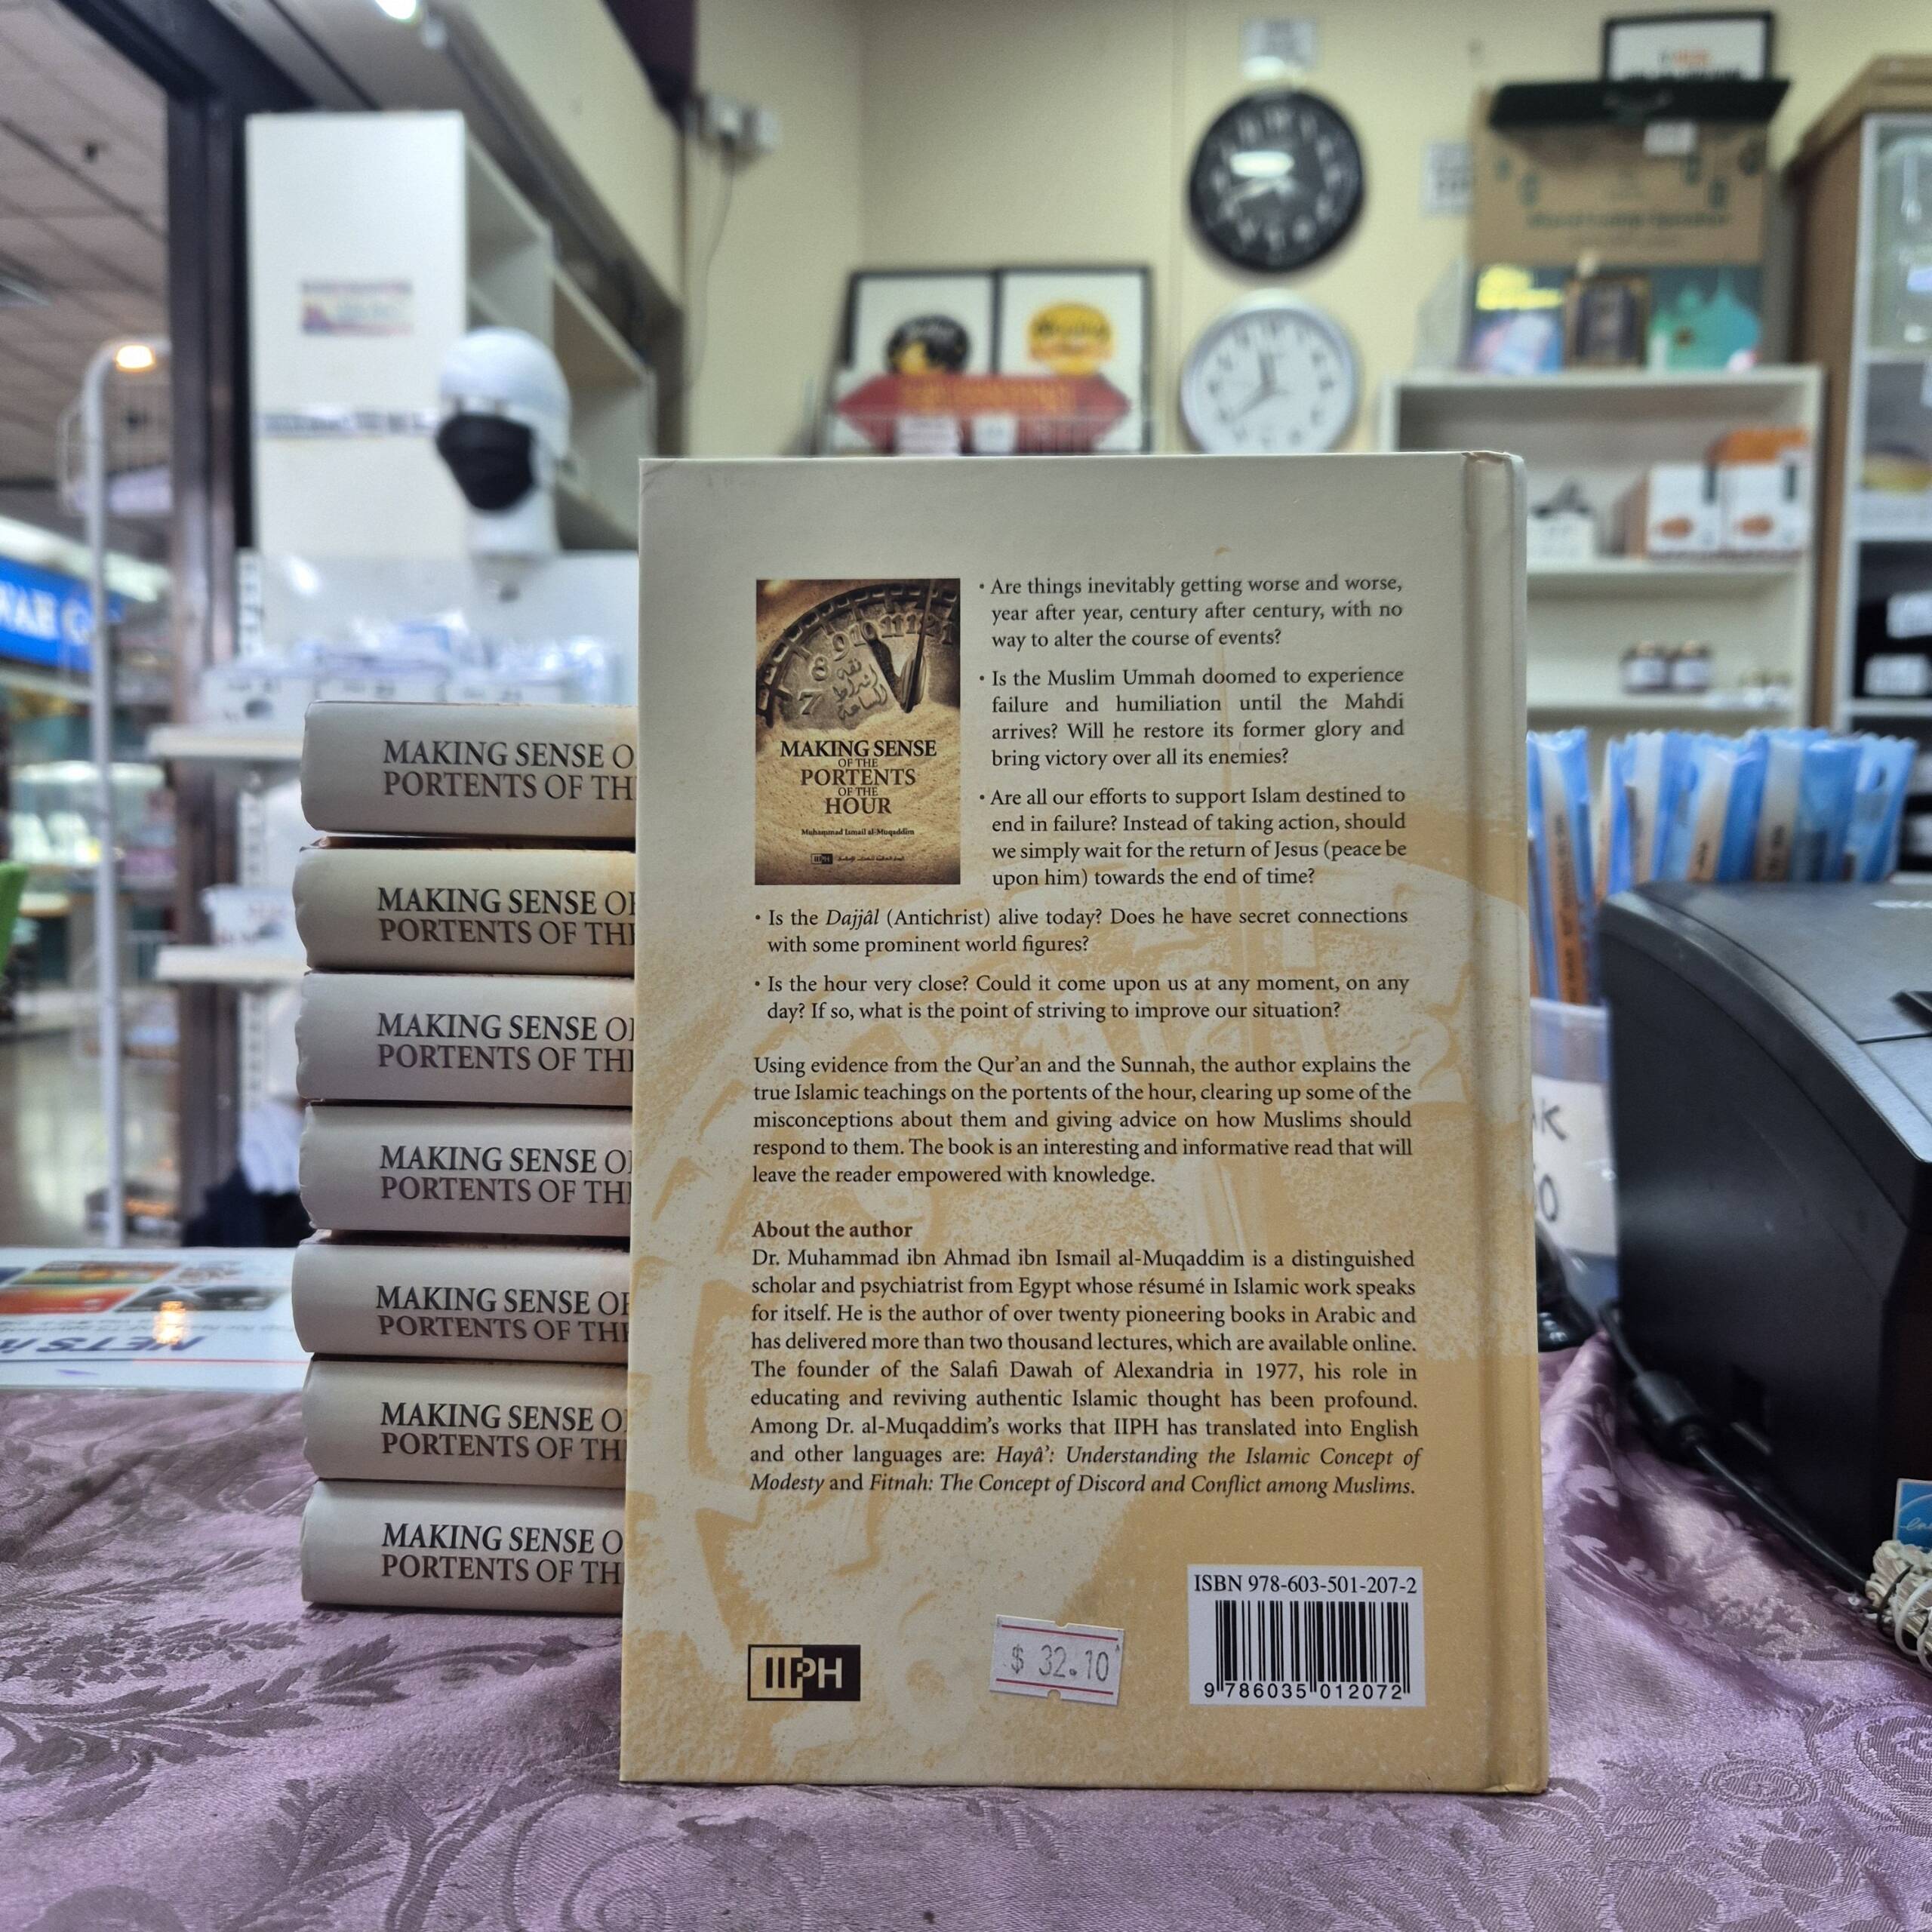 MAKING SENSE
OF THE
PORTENTS
OF THE
HOUR
Muhammad Ismail al-Muqaddim
IIPH
• Are things inevitably getting worse and worse,
year after year, century after century, with no
way to alter the course of events?
• Is the Muslim Ummah doomed to experience
failure and humiliation until the Mahdi
arrives? Will he restore its former glory and
bring victory over all its enemies?
• Are all our efforts to support Islam destined to
end in failure? Instead of taking action, should
we simply wait for the return of Jesus (peace be
upon him) towards the end of time?
• Is the Dajjâl (Antichrist) alive today? Does he have secret connections
with some prominent world figures?
• Is the hour very close? Could it come upon us at any moment, on any
day? If so, what is the point of striving to improve our situation?
Using evidence from the Qur'an and the Sunnah, the author explains the
true Islamic teachings on the portents of the hour, clearing up some of the
misconceptions about them and giving advice on how Muslims should
respond to them. The book is an interesting and informative read that will
leave the reader empowered with knowledge.
About the author
Dr. Muhammad ibn Ahmad ibn Ismail al-Muqaddim is a distinguished
scholar and psychiatrist from Egypt whose résumé in Islamic work speaks
for itself. He is the author of over twenty pioneering books in Arabic and
has delivered more than two thousand lectures, which are available online.
The founder of the Salafi Dawah of Alexandria in 1977, his role in
educating and reviving authentic Islamic thought has been profound.
Among Dr. al-Muqaddim's works that IIPH has translated into English
and other languages are: Hayâ': Understanding the Islamic Concept of
Modesty and Fitnah: The Concept of Discord and Conflict among Muslims.
IIPH
$ 32.10
ISBN 978-603-501-207-2
9 786035 012072
MAKING SENSE O
PORTENTS OF TH
MAKING SENSE OF
PORTENTS OF THE
MAKING SENSE OF
PORTENTS OF THE
MAKING SENSE OF
PORTENTS OF THE
MAKING SENSE OF
PORTENTS OF THE
MAKING SENSE O
PORTENTS OF TH
MAKING SENSE O
PORTENTS OF TH